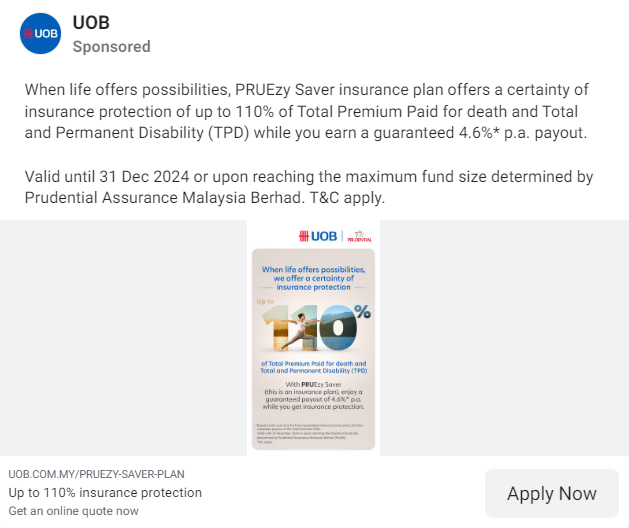 UOB
UOB
Sponsored
When life offers possibilities, PRUEzy Saver insurance plan offers a certainty of
insurance protection of up to 110% of Total Premium Paid for death and Total
and Permanent Disability (TPD) while you earn a guaranteed 4.6%* p.a. payout.
Valid until 31 Dec 2024 or upon reaching the maximum fund size determined by
Prudential Assurance Malaysia Berhad. T&C apply.
UOB | PRUDENTIAL
When life offers possibilities,
we offer a certainty of
insurance protection
Up to
110%
of Total Premium Paid for death and
Total and Permanent Disability (TPD)
With PRUEzy Saver
(this is an insurance plan), enjoy a
guaranteed payout of 4.6%* p.a.
while you get insurance protection.
UOB.COM.MY/PRUEZY-SAVER-PLAN
Up to 110% insurance protection
Get an online quote now
Apply Now